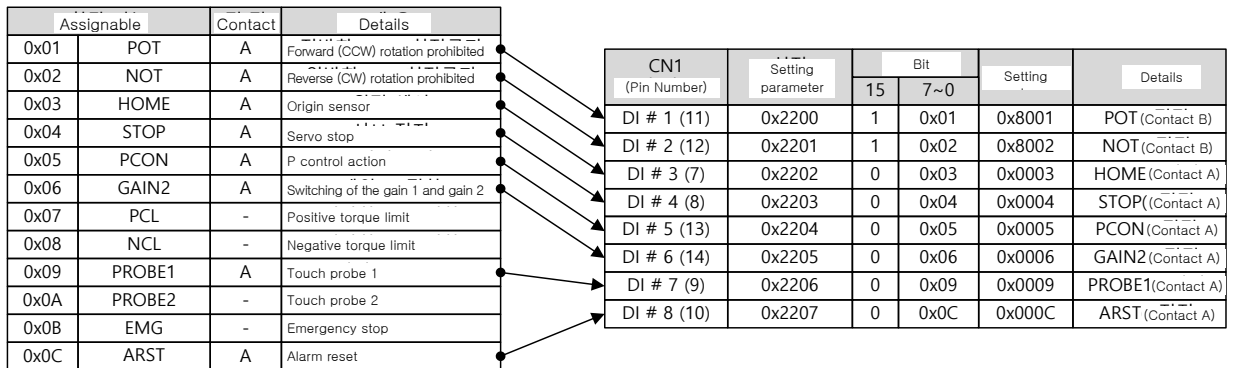 Assignable Contact Details
0x01 POT A Forward (CCW) rotation prohibited
0x02 NOT A Reverse (CW) rotation prohibited
0x03 HOME A Origin sensor
0x04 STOP A Servo stop
0x05 PCON A P control action
0x06 GAIN2 A Switching of the gain 1 and gain 2
0x07 PCL - Positive torque limit
0x08 NCL - Negative torque limit
0x09 PROBE1 A Touch probe 1
0x0A PROBE2 - Touch probe 2
0x0B EMG - Emergency stop
0x0C ARST A Alarm reset
CN1 Setting Bit Setting Details
(Pin Number) parameter 15 7~0
DI # 1 (11) 0x2200 1 0x01 0x8001 POT(Contact B)
DI # 2 (12) 0x2201 1 0x02 0x8002 NOT(Contact B)
DI # 3 (7) 0x2202 0 0x03 0x0003 HOME(Contact A)
DI # 4 (8) 0x2203 0 0x04 0x0004 STOP((Contact A)
DI # 5 (13) 0x2204 0 0x05 0x0005 PCON(Contact A)
DI # 6 (14) 0x2205 0 0x06 0x0006 GAIN2(Contact A)
DI # 7 (9) 0x2206 0 0x09 0x0009 PROBE1(Contact A)
DI # 8 (10) 0x2207 0 0x0C 0x000C ARST(Contact A)